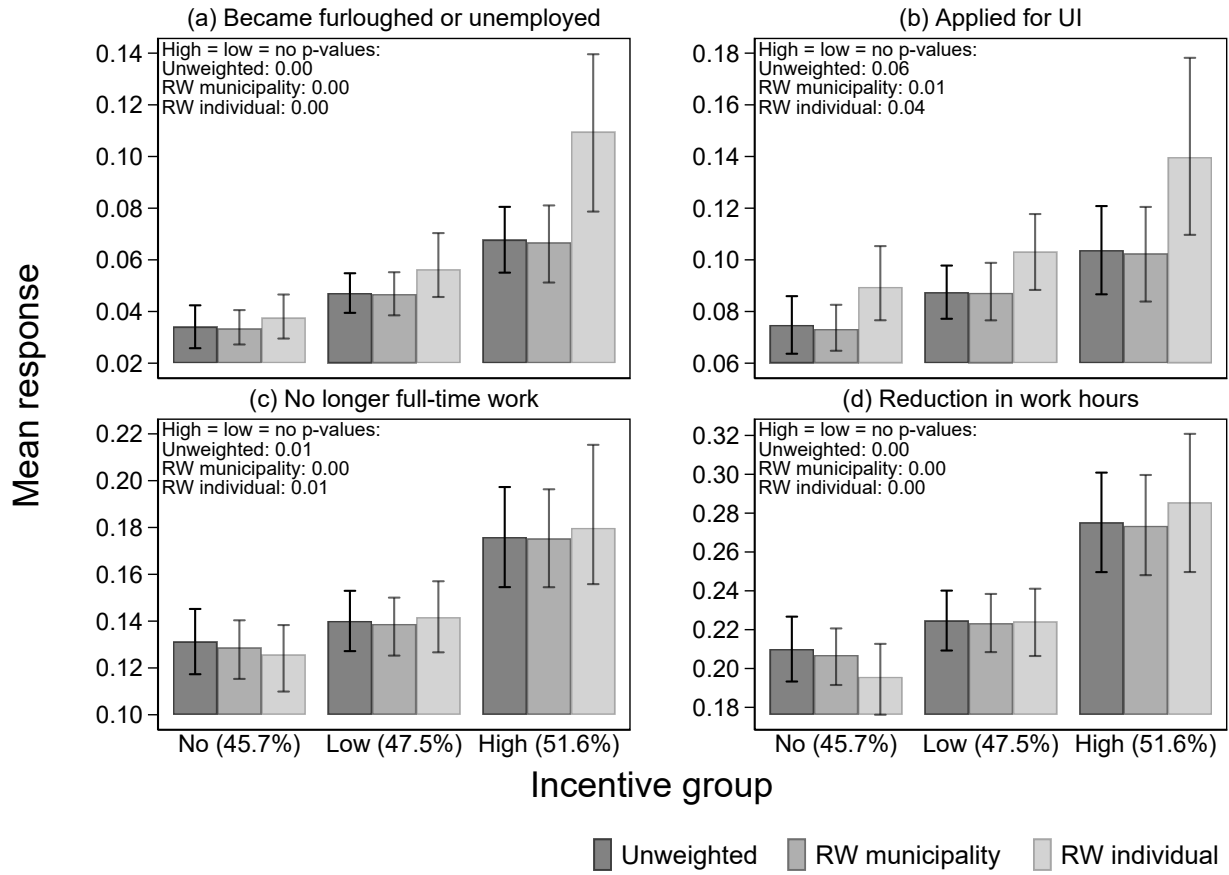 (a) Became furloughed or unemployed
High = low = no p-values:
Unweighted: 0.00
RW municipality: 0.00
RW individual: 0.00
0.14
0.12
0.10
0.08
0.06
0.04
0.02
(b) Applied for UI
High = low = no p-values:
Unweighted: 0.06
RW municipality: 0.01
RW individual: 0.04
0.18
0.16
0.14
0.12
0.10
0.08
0.06
Mean response
(c) No longer full-time work
High = low = no p-values:
Unweighted: 0.01
RW municipality: 0.00
RW individual: 0.01
0.22
0.20
0.18
0.16
0.14
0.12
0.10
No (45.7%) Low (47.5%) High (51.6%)
(d) Reduction in work hours
High = low = no p-values:
Unweighted: 0.00
RW municipality: 0.00
RW individual: 0.00
0.32
0.30
0.28
0.26
0.24
0.22
0.20
0.18
No (45.7%) Low (47.5%) High (51.6%)
Incentive group
Unweighted RW municipality RW individual